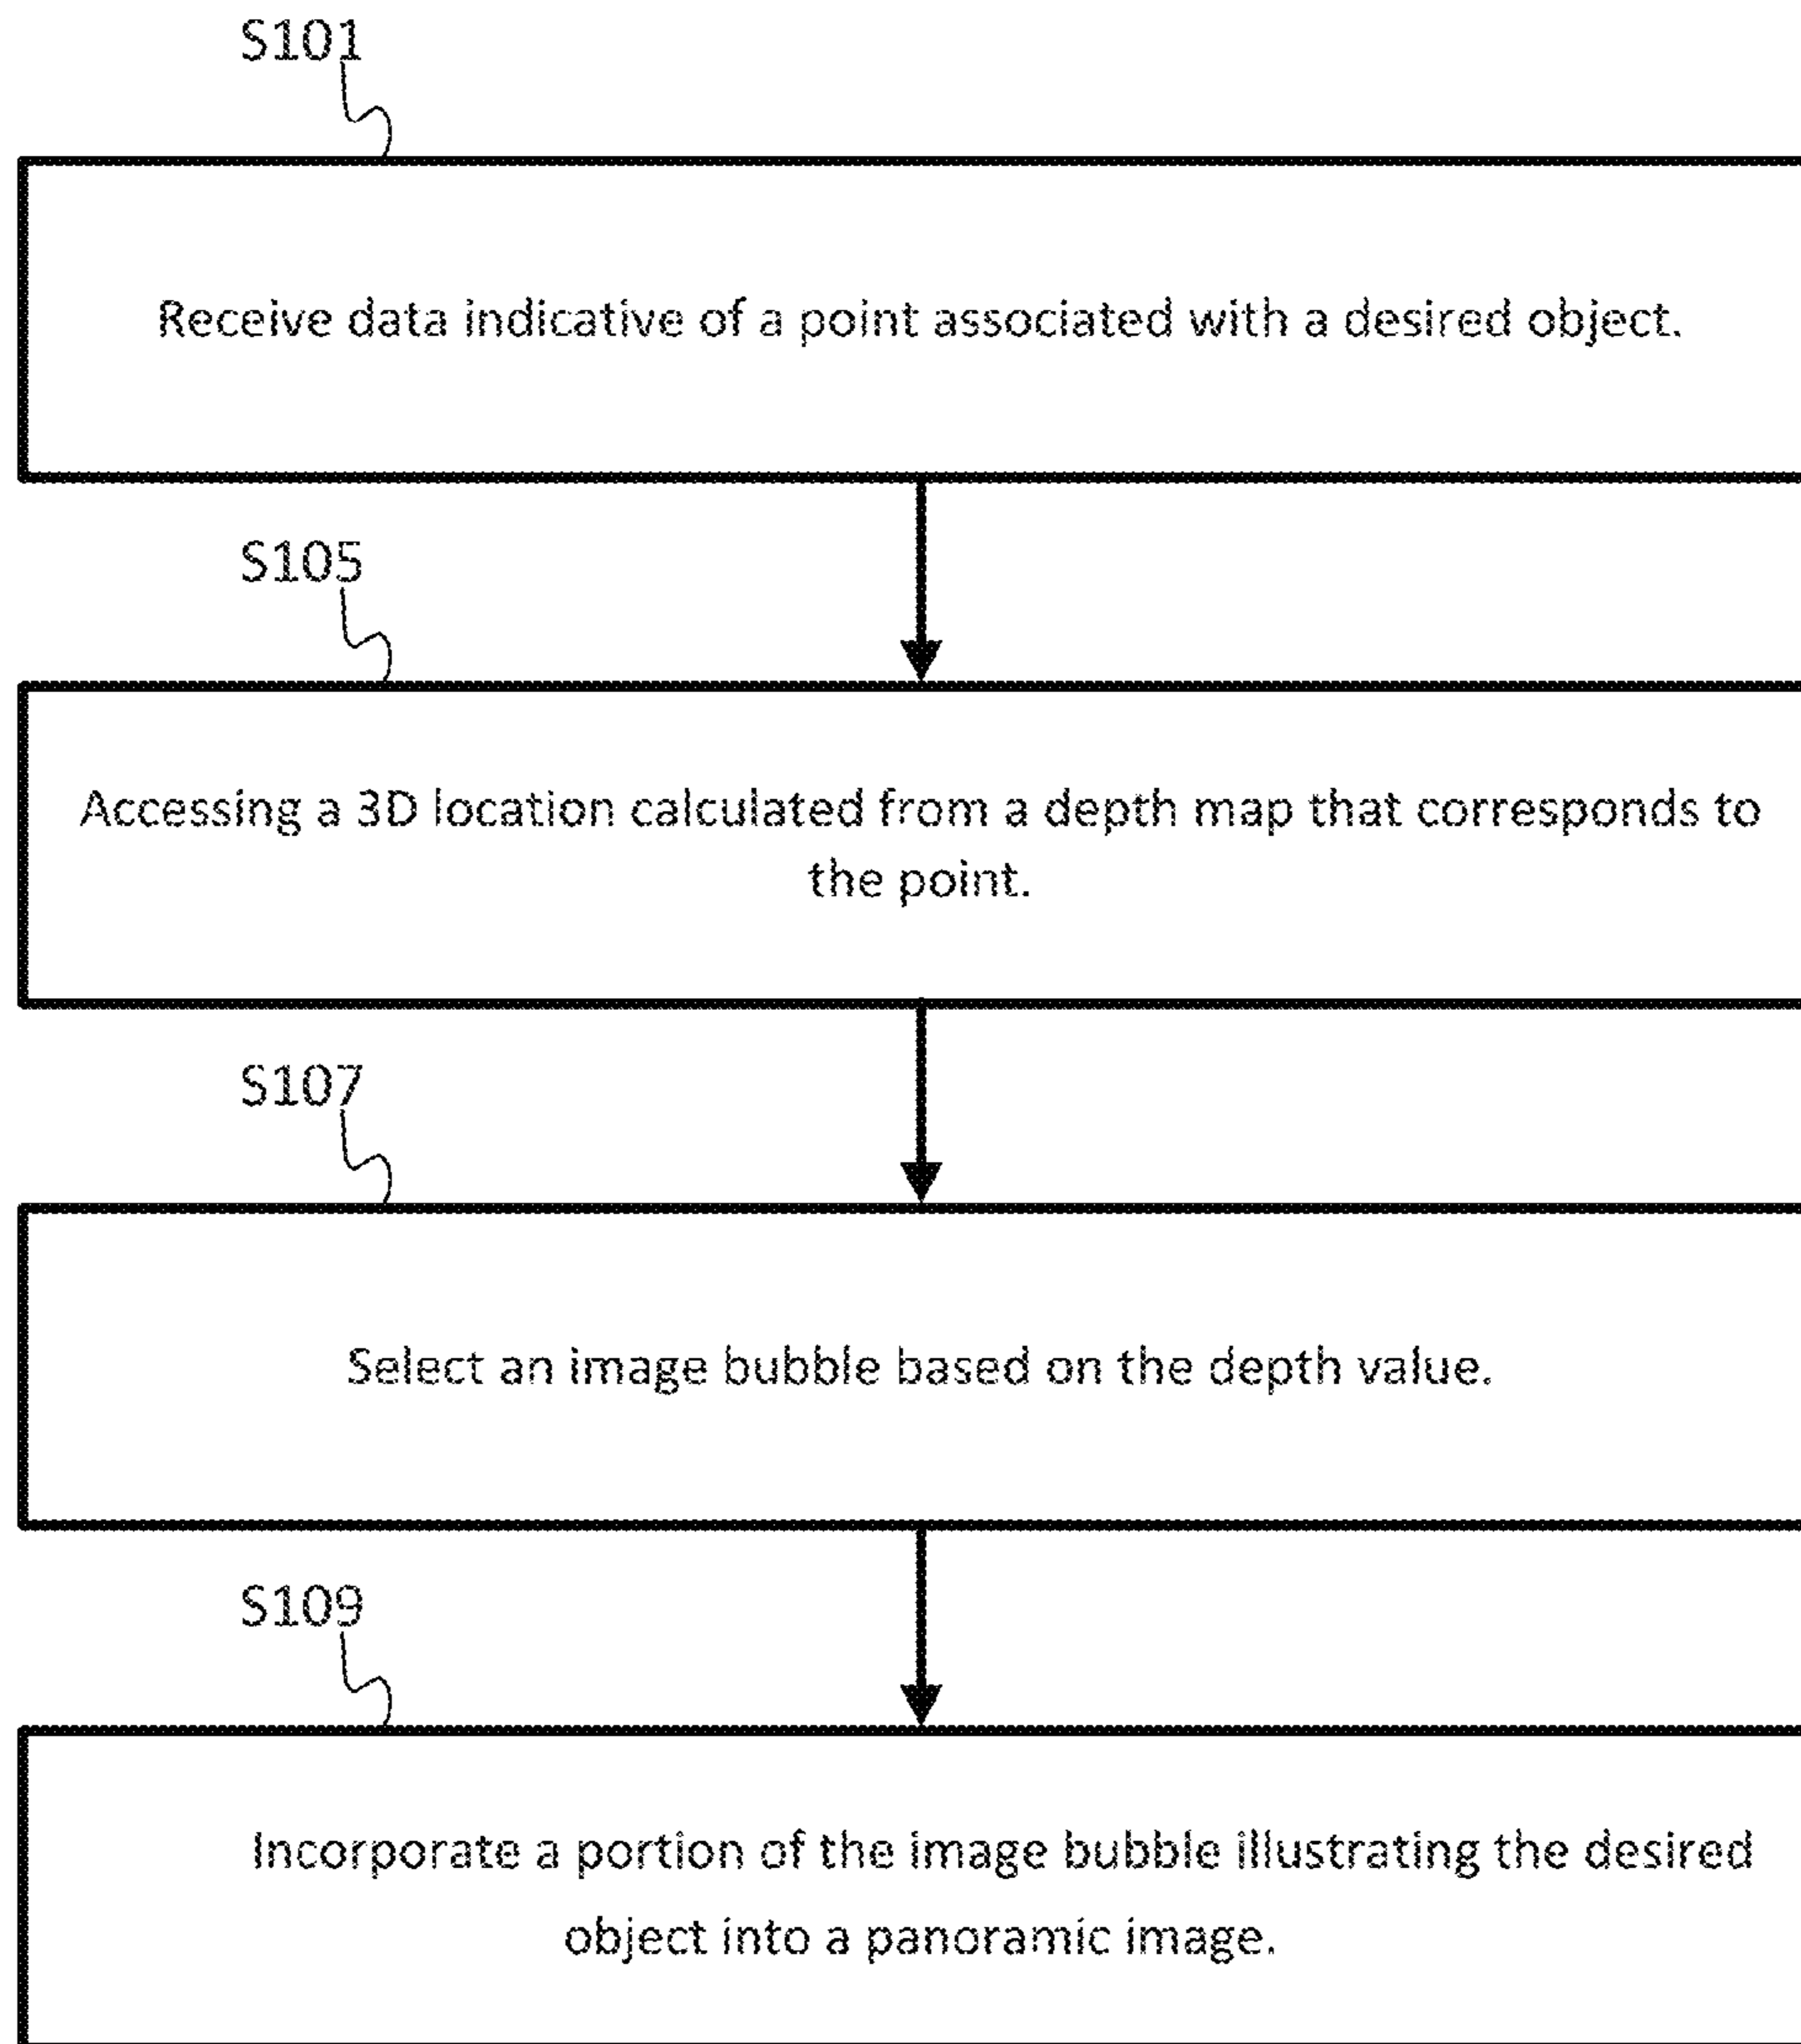 S101
Receive data indicative of a point associated with a desired object.
S105
Accessing a 3D location calculated from a depth map that corresponds to
the point.
S107
Select an image bubble based on the depth value.
S109
Incorporate a portion of the image bubble illustrating the desired
object into a panoramic image.